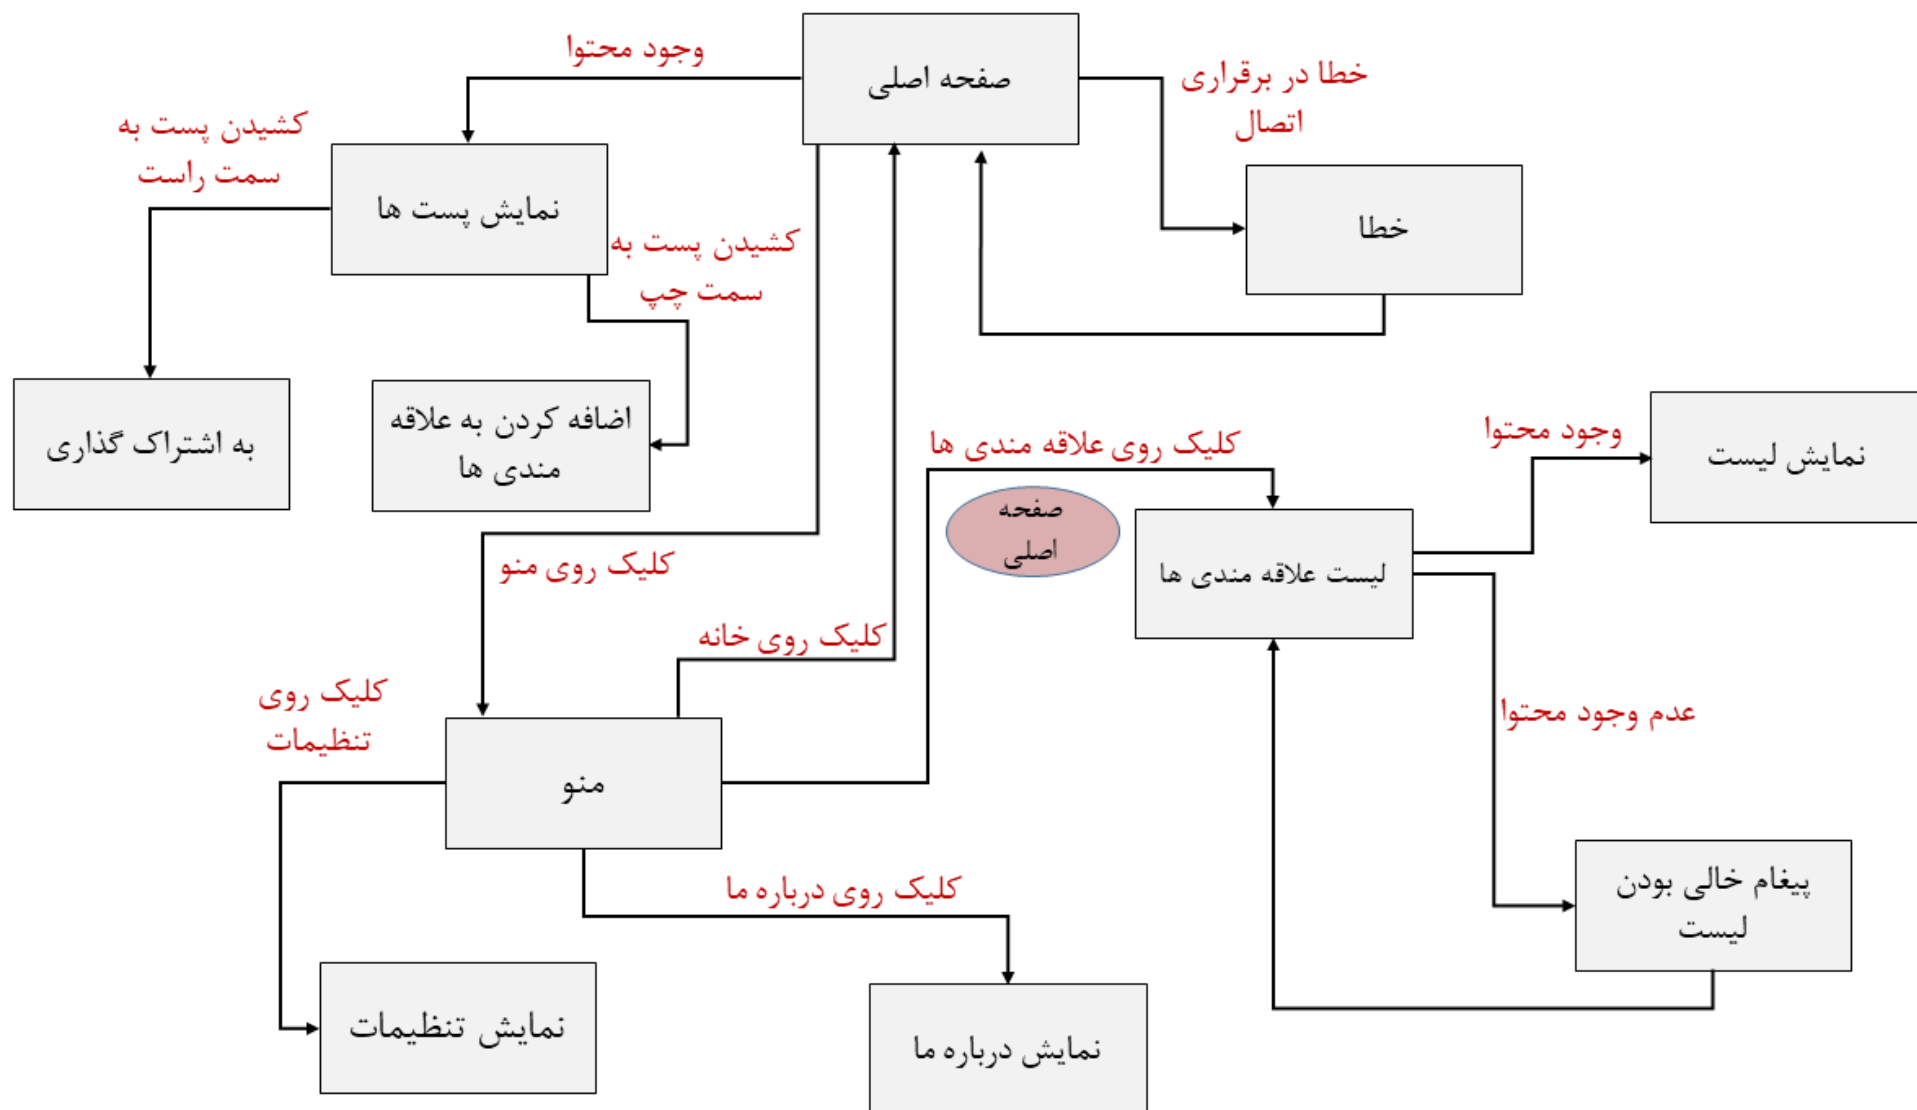 صفحه اصلی
وجود محتوا
خطا در برقراری
اتصال
کشیدن پست به
سمت راست
نمایش پست ها
خطا
کشیدن پست به
سمت چپ
به اشتراک گذاری
اضافه کردن به علاقه
مندی ها
کلیک روی علاقه مندی ها
وجود محتوا
نمایش لیست
صفحه
اصلی
لیست علاقه مندی ها
کلیک روی منو
کلیک روی خانه
کلیک روی
تنظیمات
عدم وجود محتوا
منو
کلیک روی درباره ما
پیغام خالی بودن
لیست
نمایش تنظیمات
نمایش درباره ما